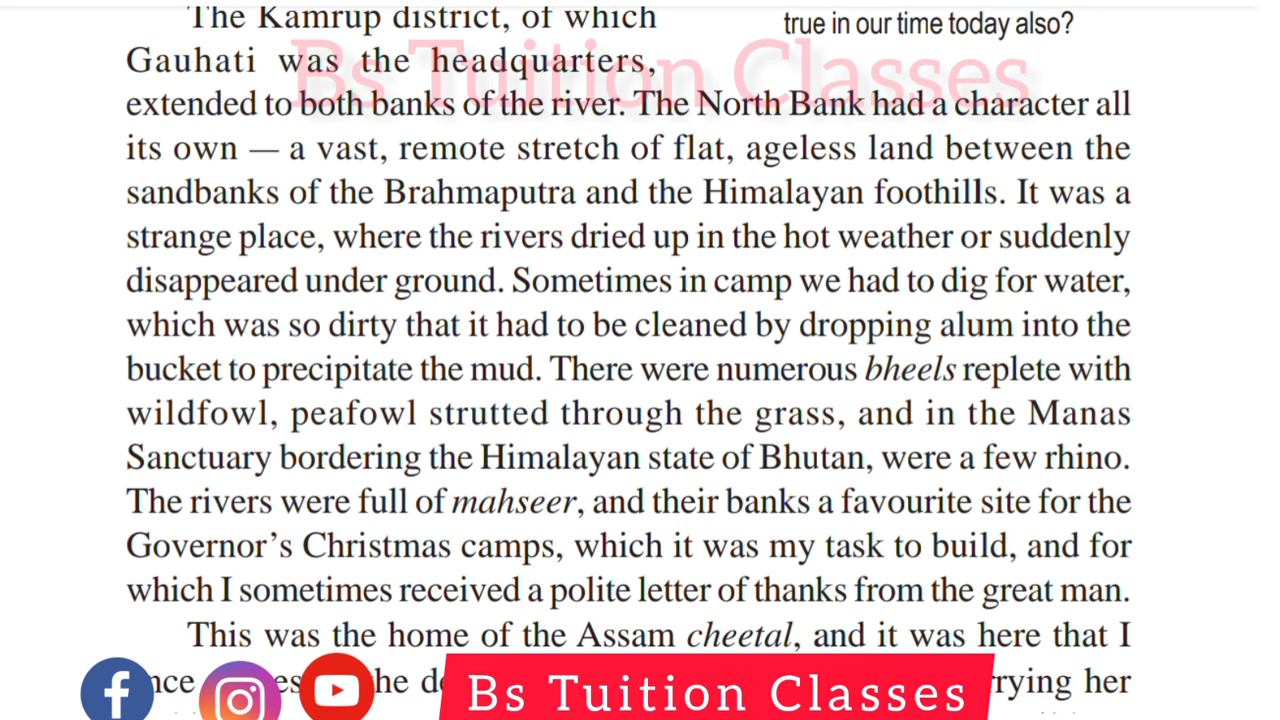 The Kamrup district, of which
true in our time today also?
Gauhati was the headquarters,
Bs Tuition Classes
extended to both banks of the river. The North Bank had a character all
its own — a vast, remote stretch of flat, ageless land between the
sandbanks of the Brahmaputra and the Himalayan foothills. It was a
strange place, where the rivers dried up in the hot weather or suddenly
disappeared under ground. Sometimes in camp we had to dig for water,
which was so dirty that it had to be cleaned by dropping alum into the
bucket to precipitate the mud. There were numerous bheels replete with
wildfowl, peafowl strutted through the grass, and in the Manas
Sanctuary bordering the Himalayan state of Bhutan, were a few rhino.
The rivers were full of mahseer, and their banks a favourite site for the
Governor's Christmas camps, which it was my task to build, and for
which I sometimes received a polite letter of thanks from the great man.
This was the home of the Assam cheetal, and it was here that I
her
Bs Tuition Classes